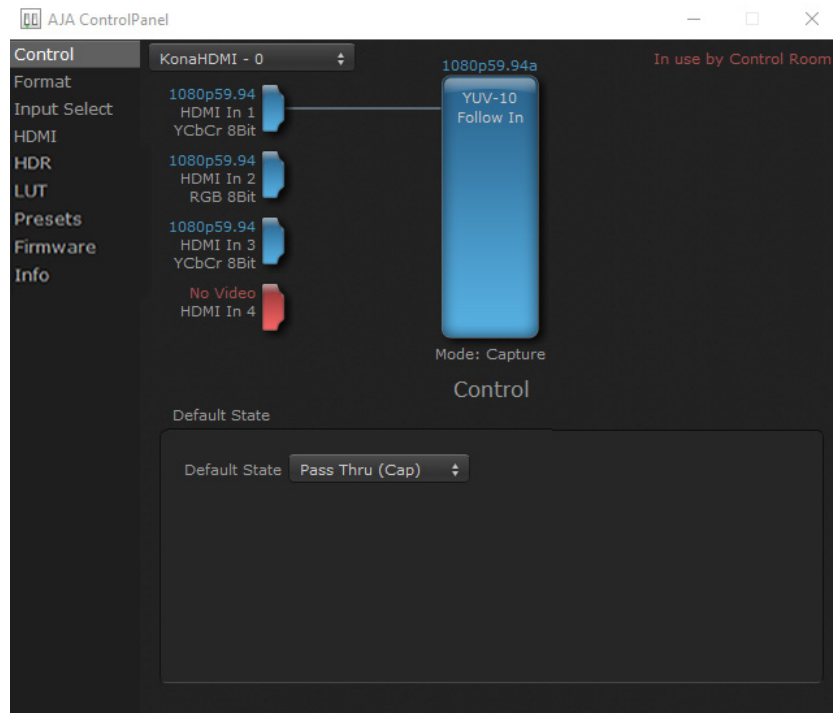 AJA ControlPanel
Control
Format
Input Select
HDMI
HDR
LUT
Presets
Firmware
Info
KonaHDMI - 0
1080p59.94
HDMI In 1
YCbCr 8Bit
1080p59.94
HDMI In 2
RGB 8Bit
1080p59.94
HDMI In 3
YCbCr 8Bit
No Video
HDMI In 4
1080p59.94a
YUV-10
Follow In
Mode: Capture
In use by Control Room
Control
Default State
Default State Pass Thru (Cap)